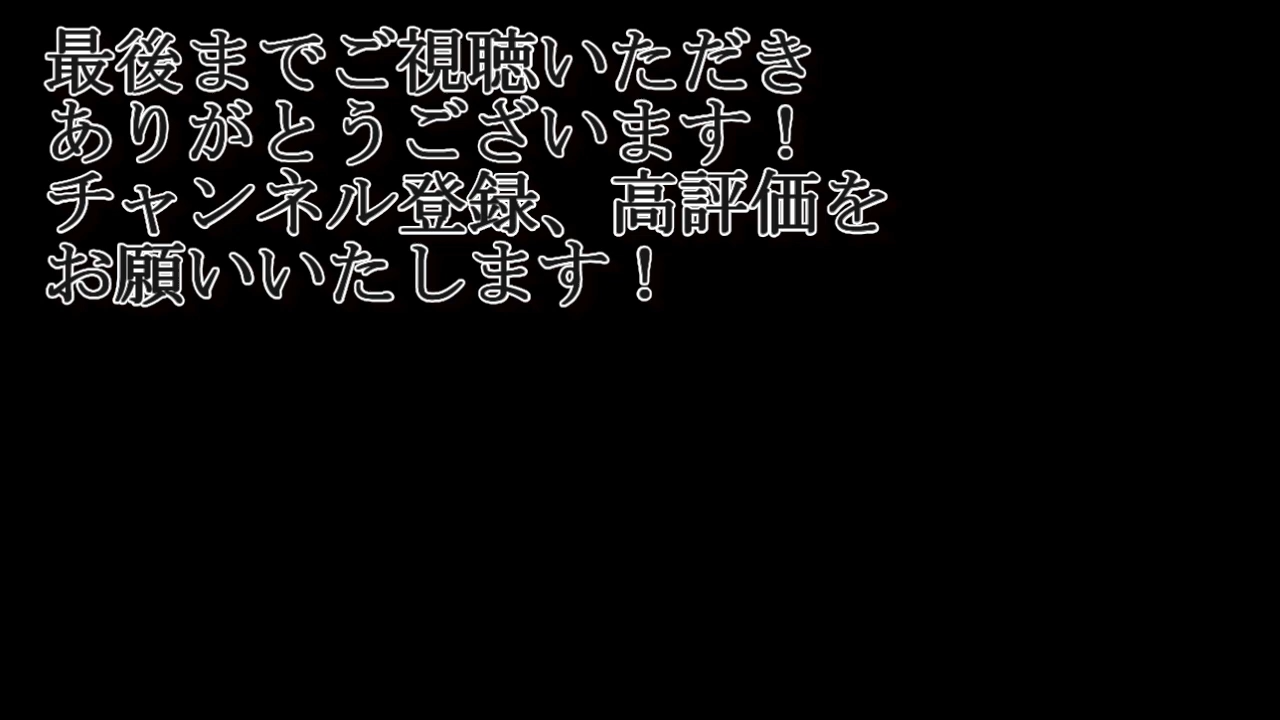 最後までご視聴いただき
ありがとうございます！
チャンネル登録、高評価を
お願いいたします！